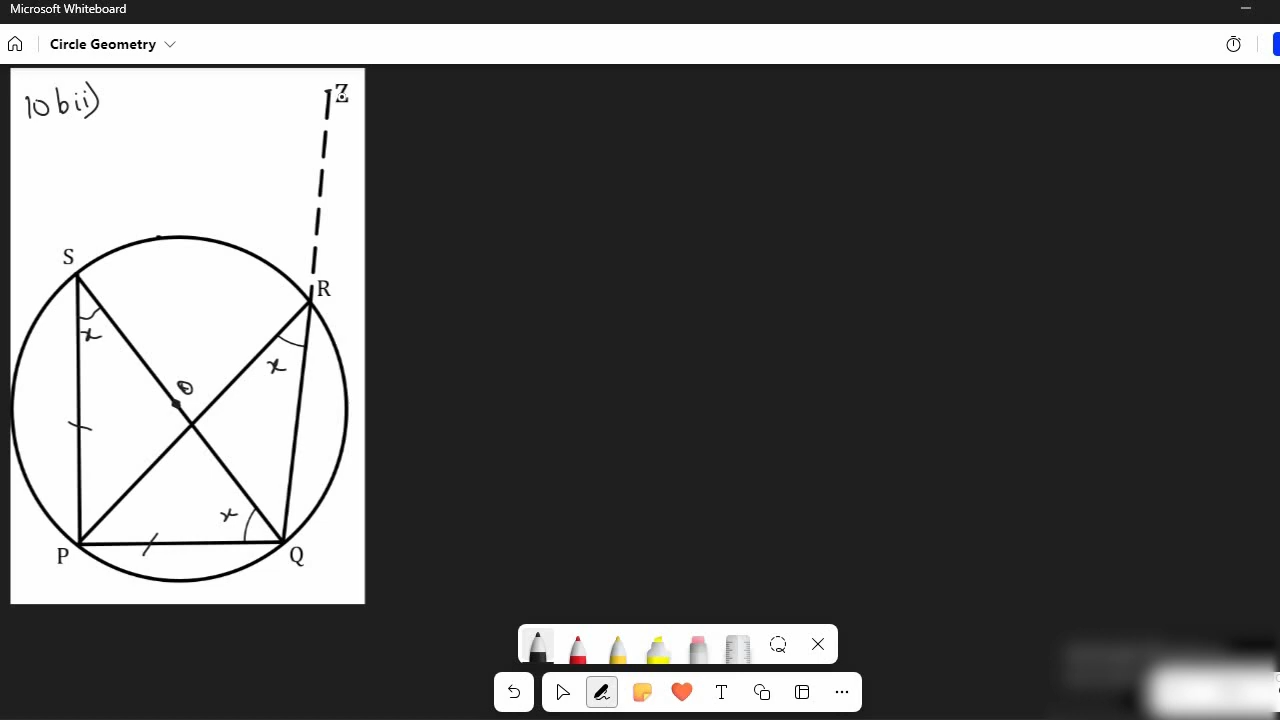 Microsoft Whiteboard
Circle Geometry
10 b ii)
Z
S
R
x
x
O
x
P
Q
T